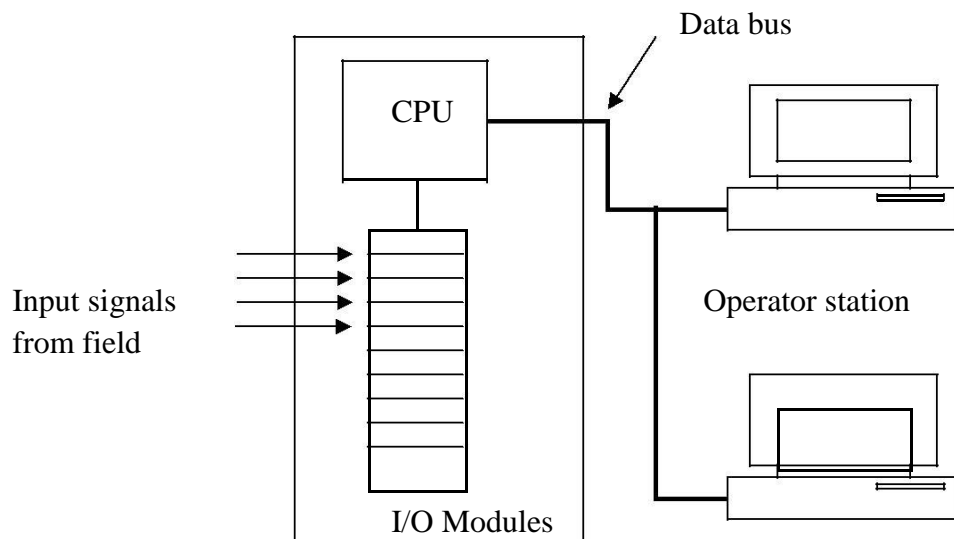 Data bus
CPU
Input signals
from field
Operator station
I/O Modules